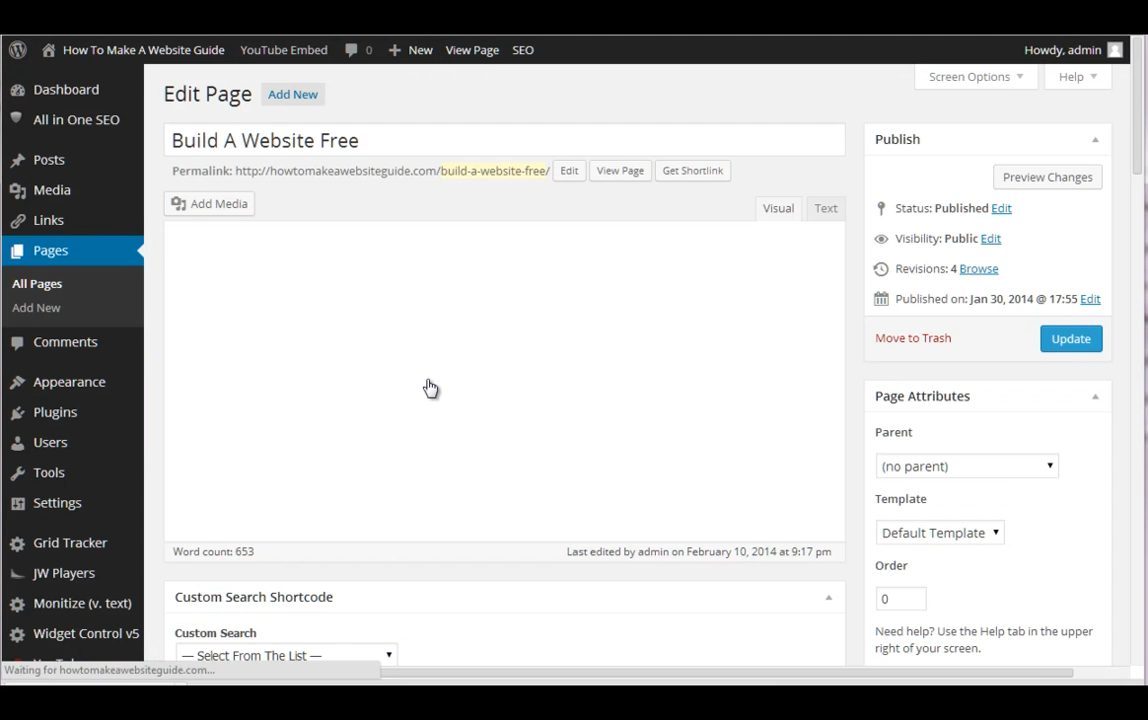 How To Make A Website Guide YouTube Embed 0 New View Page SEO Howdy, admin
Screen Options Help
Dashboard
All in One SEO
Posts
Media
Links
Pages
All Pages
Add New
Comments
Appearance
Plugins
Users
Tools
Settings
Grid Tracker
JW Players
Monitize (v. text)
Widget Control v5
Edit Page Add New
Build A Website Free
Permalink: http://howtomakeawebsiteguide.com/build-a-website-free/ Edit View Page Get Shortlink
Add Media Visual Text
Word count: 653 Last edited by admin on February 10, 2014 at 9:17 pm
Custom Search Shortcode
Custom Search
— Select From The List —
Publish
Preview Changes
Status: Published Edit
Visibility: Public Edit
Revisions: 4 Browse
Published on: Jan 30, 2014 @ 17:55 Edit
Move to Trash Update
Page Attributes
Parent
(no parent)
Template
Default Template
Order
0
Need help? Use the Help tab in the upper
right of your screen.
Waiting for howtomakeawebsiteguide.com...